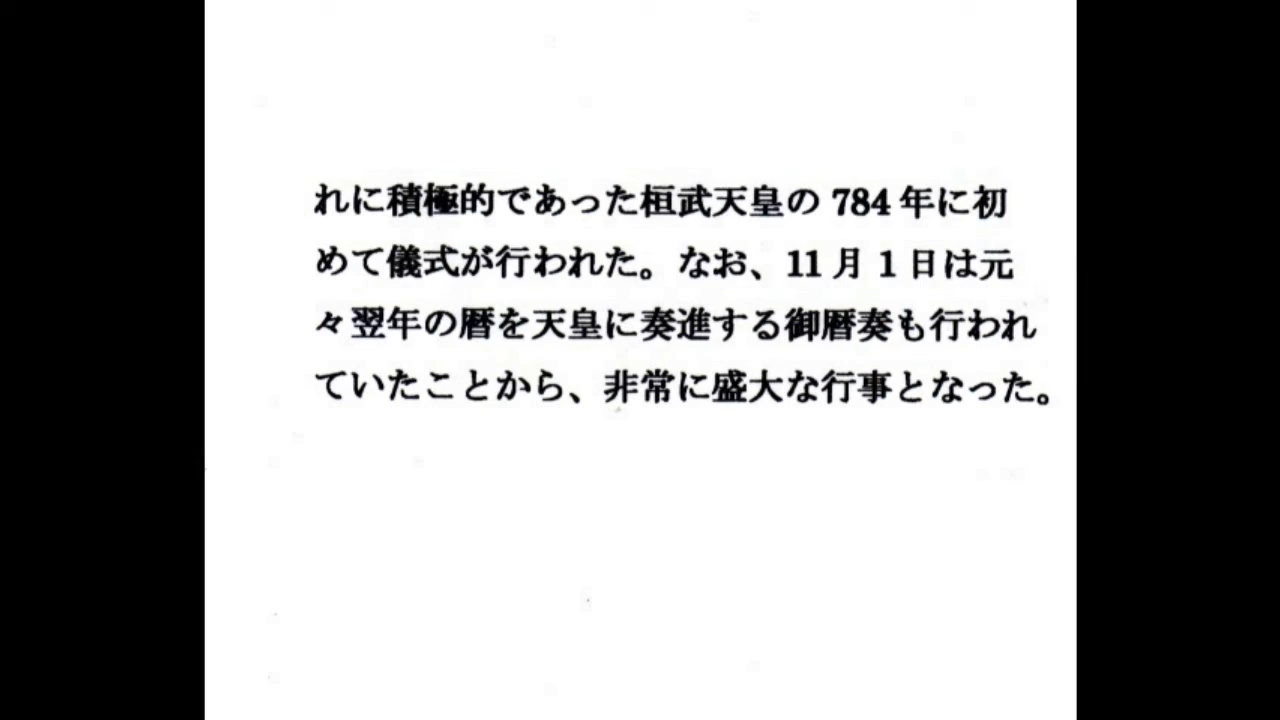 れに積極的であった桓武天皇の 784 年に初
めて儀式が行われた。なお、11 月 1 日は元
々翌年の暦を天皇に奏進する御暦奏も行われ
ていたことから、非常に盛大な行事となった。